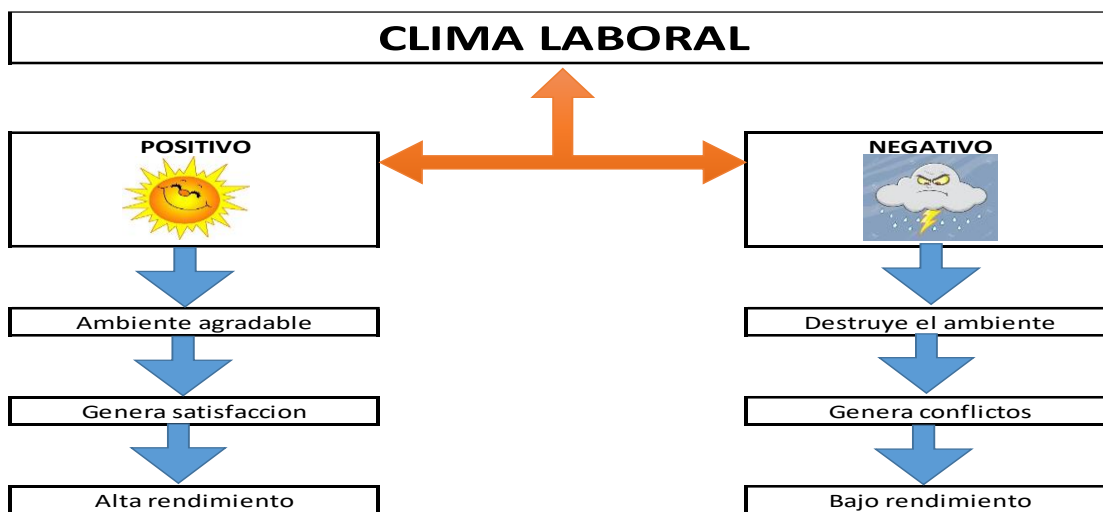 CLIMA LABORAL
POSITIVO
NEGATIVO
Ambiente agradable
Destruye el ambiente
Genera satisfaccion
Genera conflictos
Alta rendimiento
Bajo rendimiento